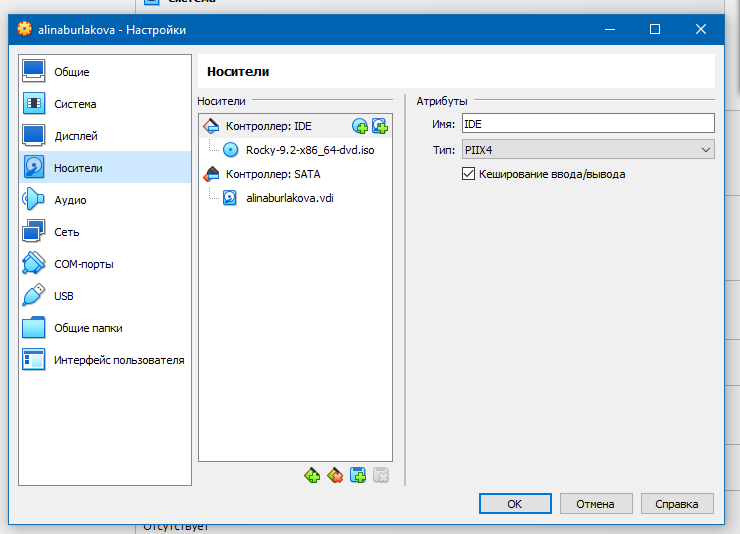 Система
alinaburlakova - Настройки
Общие
Система
Дисплей
Носители
Аудио
Сеть
COM-порты
USB
Общие папки
Интерфейс пользователя
Носители
Носители
Контроллер: IDE
Rocky-9.2-x86_64-dvd.iso
Контроллер: SATA
alinaburlakova.vdi
Атрибуты
Имя: IDE
Тип: PIIX4
Кеширование ввода/вывода
OK
Отмена
Справка
Отсутствует